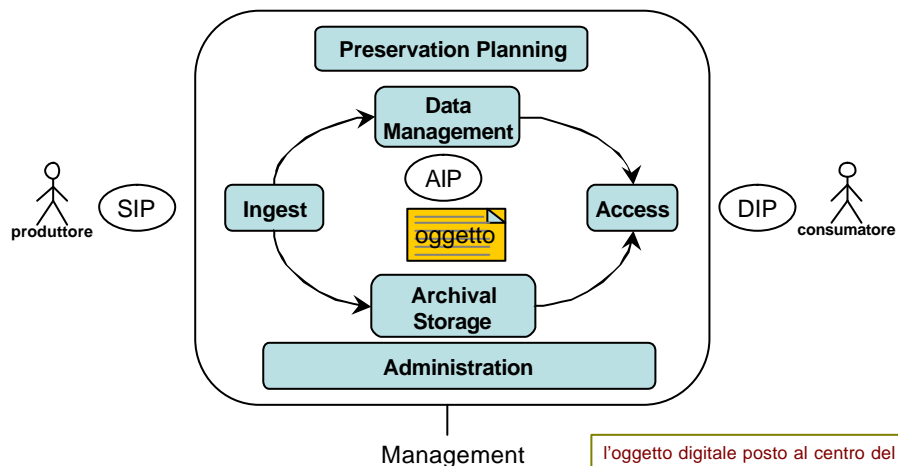 Preservation Planning
Data
Management
AIP
SIP
Ingest
Access
DIP
produttore
oggetto
consumatore
Archival
Storage
Administration
Management
l'oggetto digitale posto al centro del